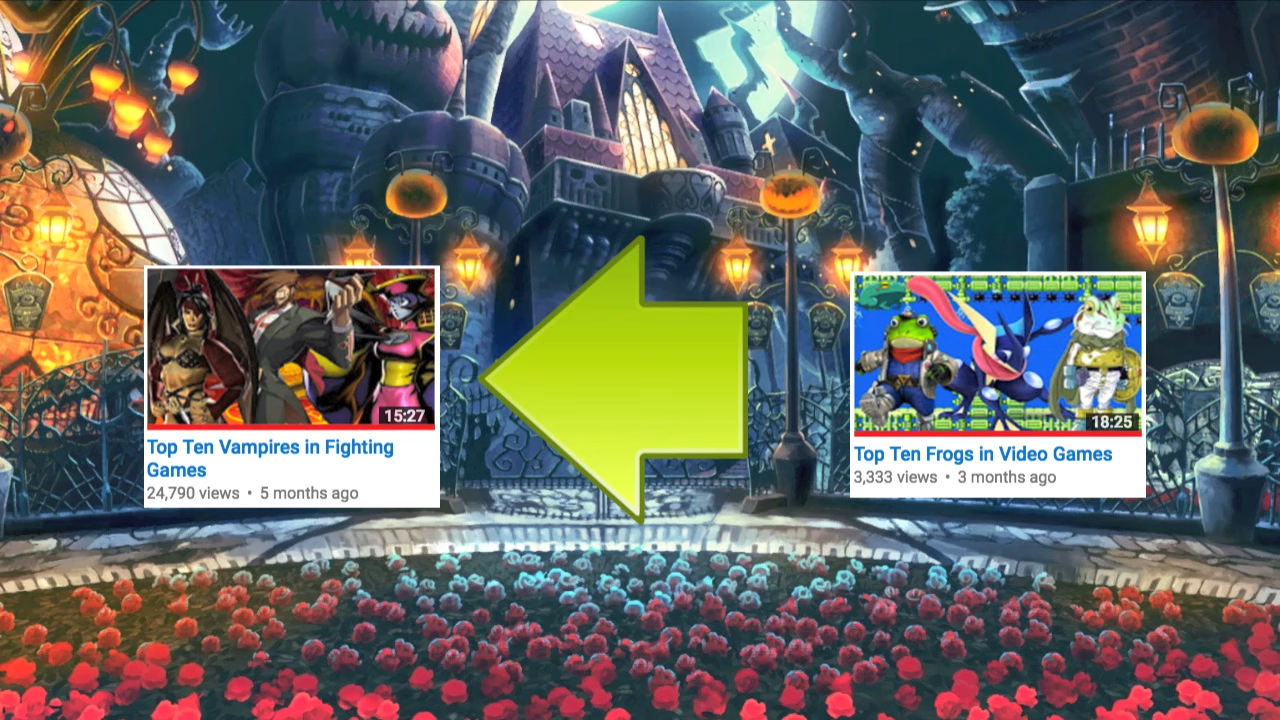 15:27
Top Ten Vampires in Fighting
Games
24,790 views • 5 months ago
18:25
Top Ten Frogs in Video Games
3,333 views • 3 months ago